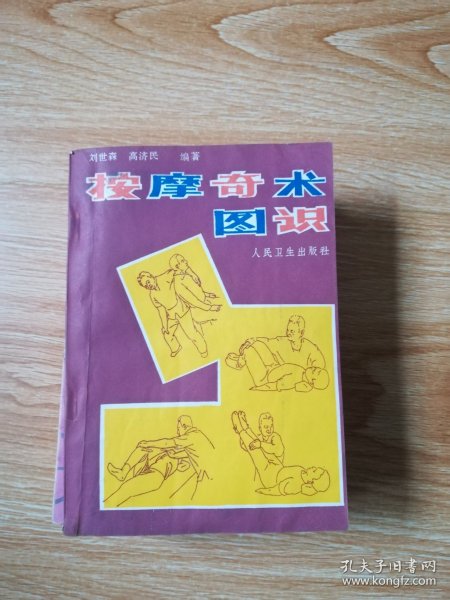 刘世森 高济民 编著
按摩奇术
图识
人民卫生出版社
孔夫子旧书网
www.kongfz.com